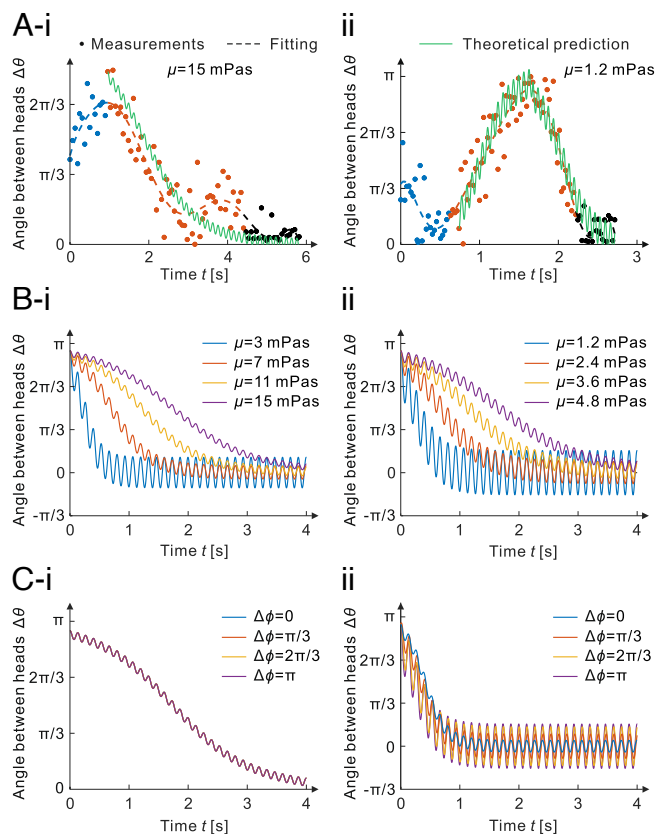 A-i
ii
Measurements
Fitting
Theoretical prediction
μ=15 mPas
μ=1.2 mPas
Angle between heads Δθ
2π/3
π/3
0
0
2
4
6
Time t [s]
Angle between heads Δθ
π
2π/3
π/3
0
0
1
2
3
Time t [s]
B-i
ii
Angle between heads Δθ
π
2π/3
π/3
0
-π/3
μ=3 mPas
μ=7 mPas
μ=11 mPas
μ=15 mPas
0
1
2
3
4
Time t [s]
Angle between heads Δθ
π
2π/3
π/3
0
-π/3
μ=1.2 mPas
μ=2.4 mPas
μ=3.6 mPas
μ=4.8 mPas
0
1
2
3
4
Time t [s]
C-i
ii
Angle between heads Δθ
π
2π/3
π/3
0
Δϕ=0
Δϕ=π/3
Δϕ=2π/3
Δϕ=π
0
1
2
3
4
Time t [s]
Angle between heads Δθ
π
2π/3
π/3
0
-π/3
Δϕ=0
Δϕ=π/3
Δϕ=2π/3
Δϕ=π
0
1
2
3
4
Time t [s]